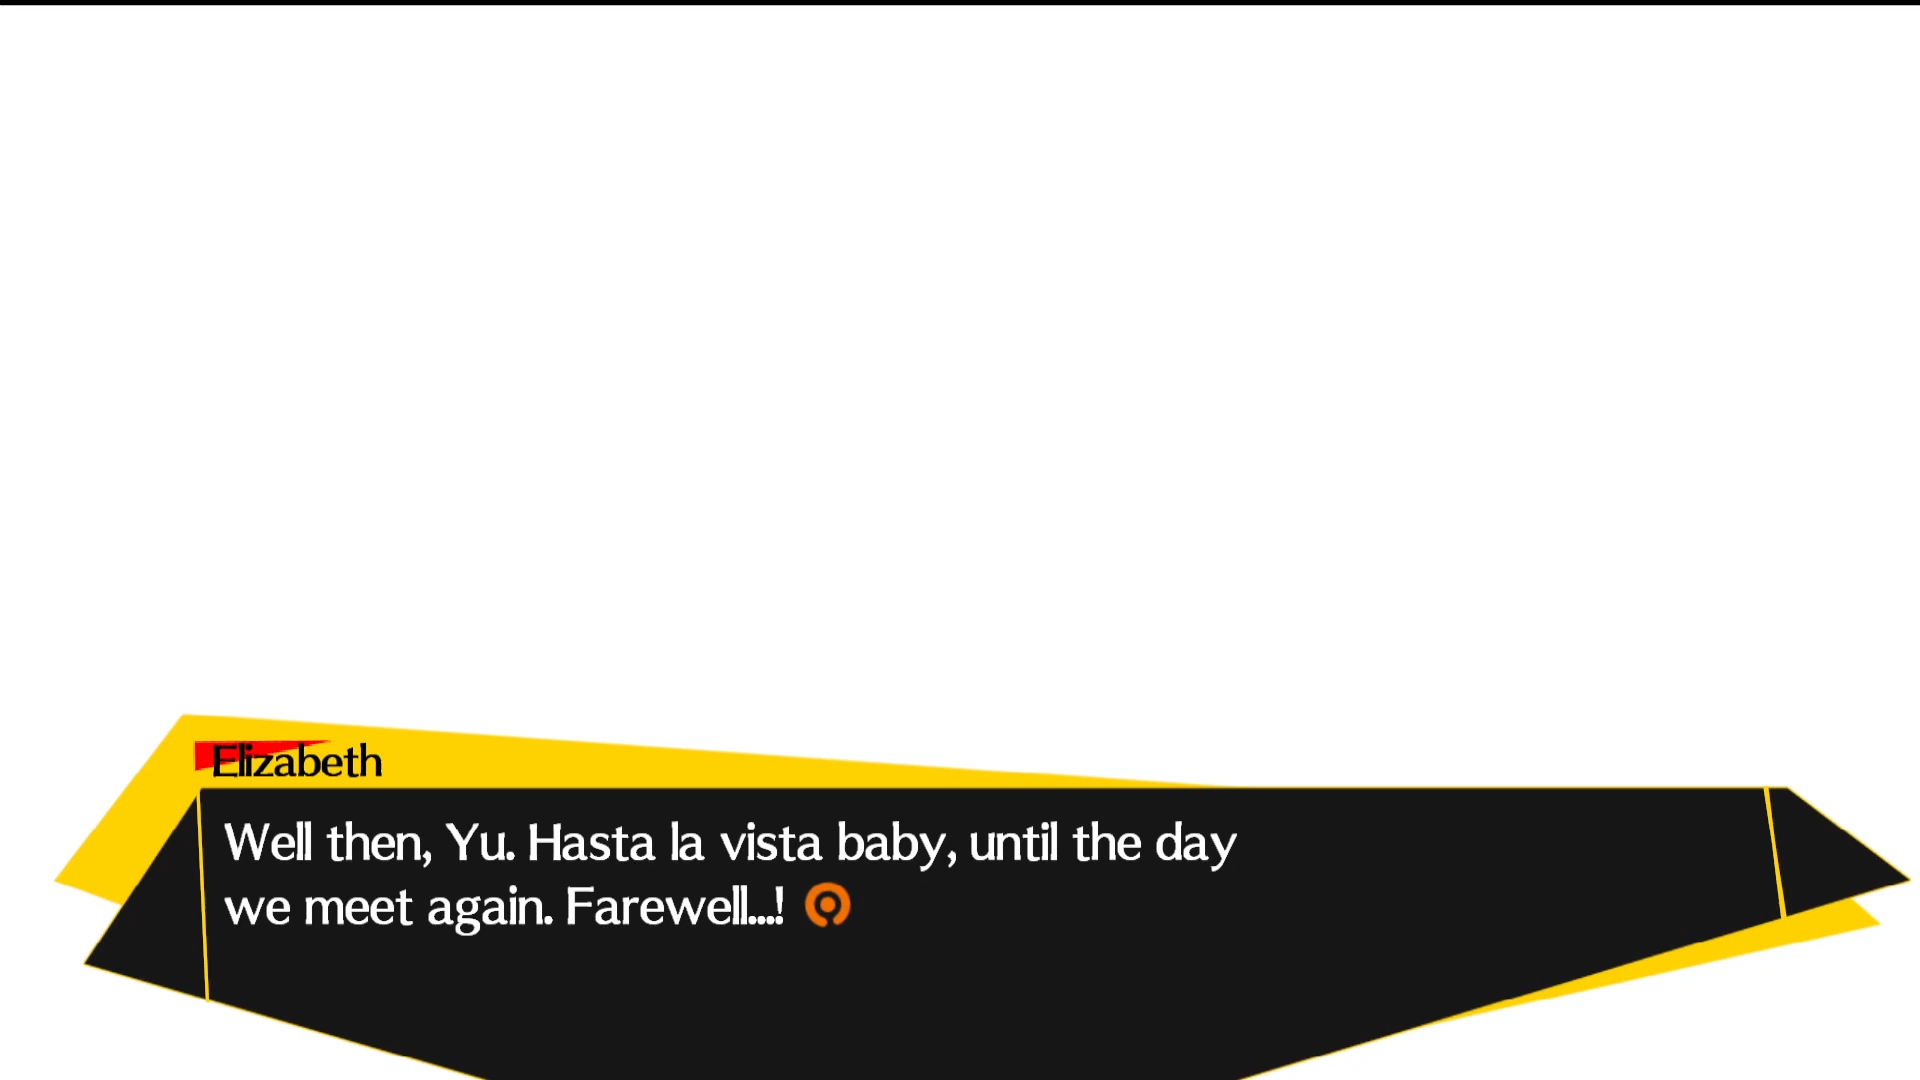 Elizabeth
Well then, Yu. Hasta la vista baby, until the day
we meet again. Farewell...!